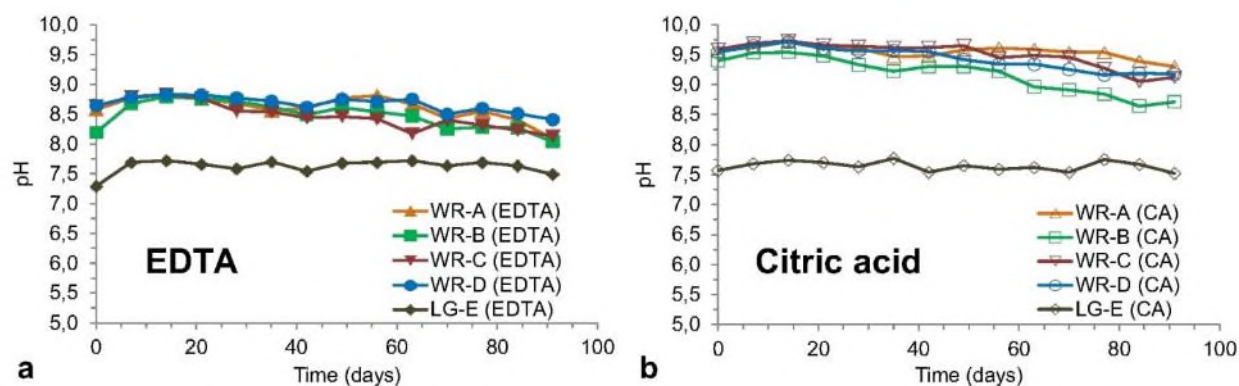 10,0
9,5
9,0
8,5
8,0
7,5
7,0
6,5
6,0
5,5
5,0
pH
WR-A (EDTA)
WR-B (EDTA)
WR-C (EDTA)
WR-D (EDTA)
LG-E (EDTA)
EDTA
0 20 40 60 80 100
Time (days)
a
10,0
9,5
9,0
8,5
8,0
7,5
7,0
6,5
6,0
5,5
5,0
pH
WR-A (CA)
WR-B (CA)
WR-C (CA)
WR-D (CA)
LG-E (CA)
Citric acid
0 20 40 60 80 100
Time (days)
b